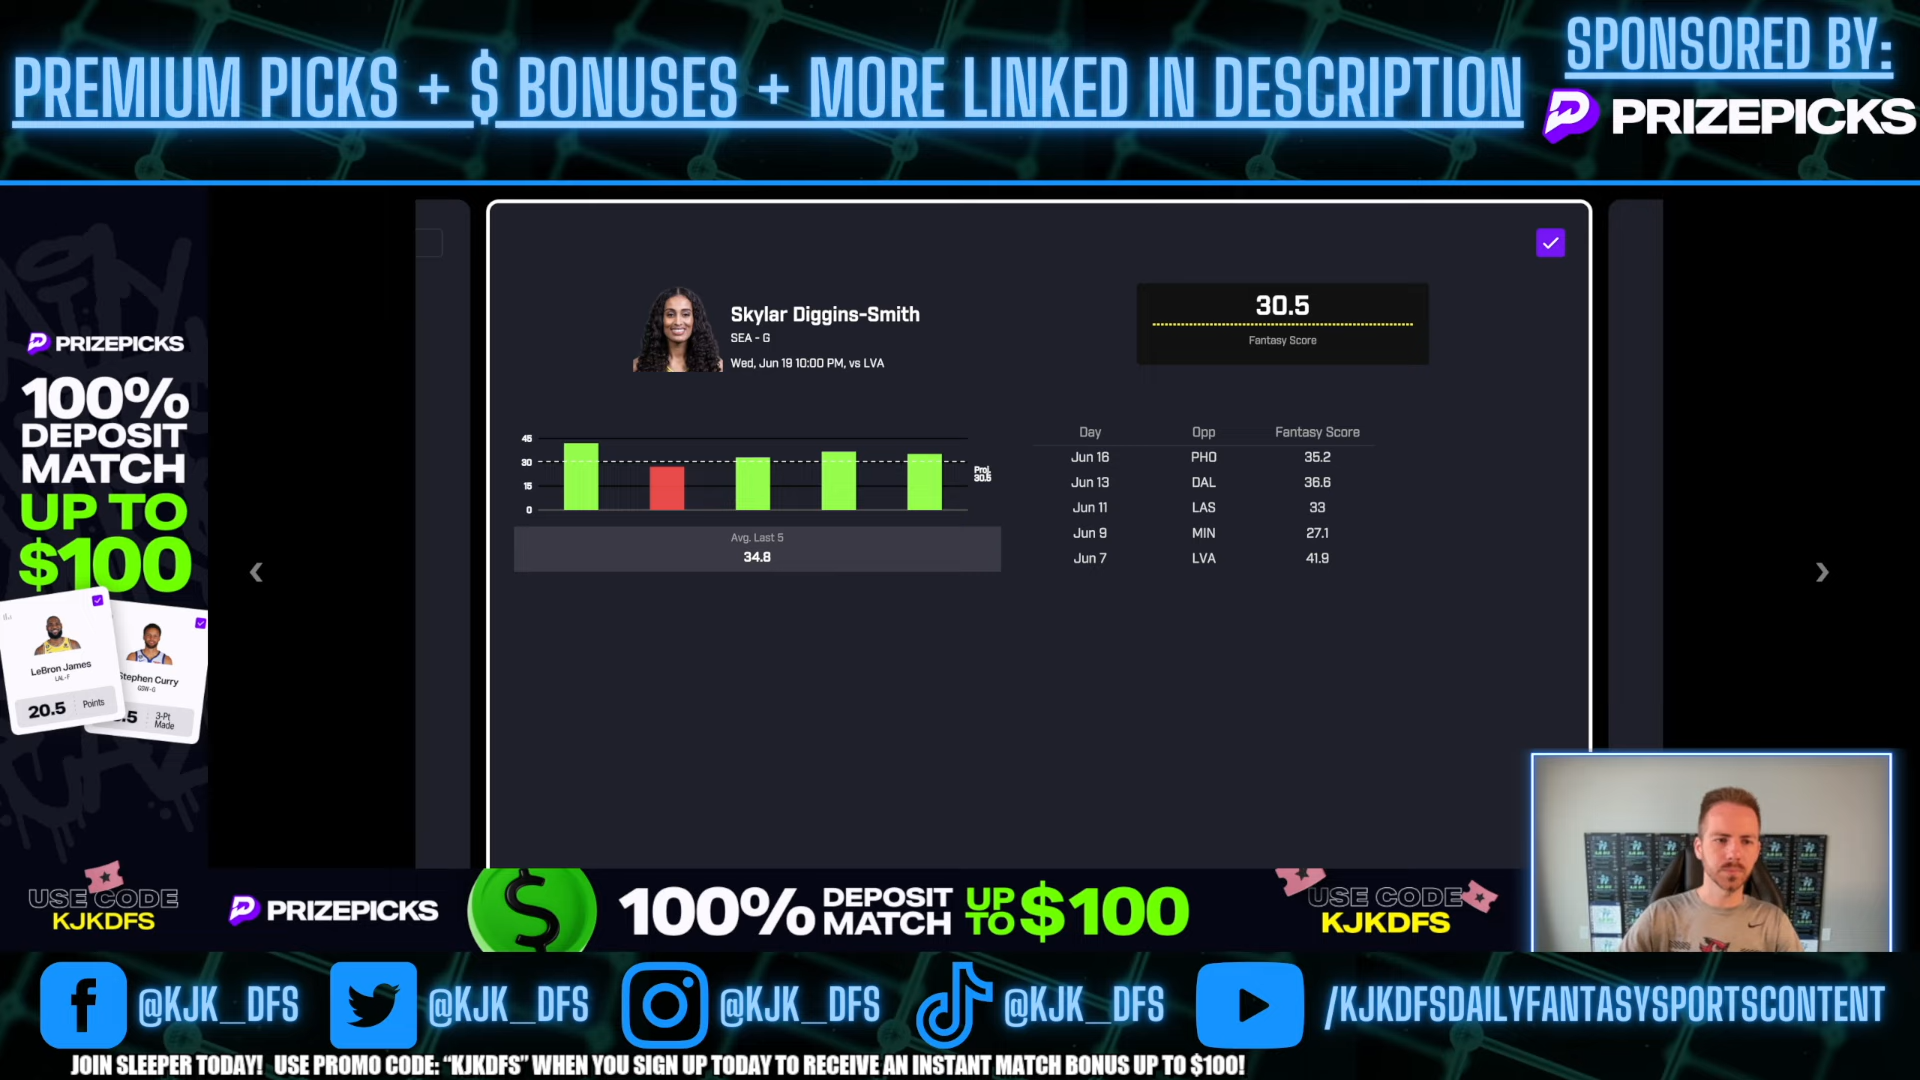 PREMIUM PICKS + $ BONUSES + MORE LINKED IN DESCRIPTION
SPONSORED BY:
PRIZEPICKS
PRIZEPICKS
100%
DEPOSIT
MATCH
UP TO
$100
LeBron James
LAL-F
20.5 Points
Stephen Curry
GSW-G
.5 3-Pt Made
USE CODE
KJKDFS
Skylar Diggins-Smith
SEA - G
Wed, Jun 19 10:00 PM, vs LVA
30.5
Fantasy Score
45
30
15
0
Proj.
30.5
Avg. Last 5
34.8
Day Opp Fantasy Score
Jun 16 PHO 35.2
Jun 13 DAL 36.6
Jun 11 LAS 33
Jun 9 MIN 27.1
Jun 7 LVA 41.9
PRIZEPICKS
100% DEPOSIT MATCH UP TO $100
USE CODE
KJKDFS
@KJK_DFS
@KJK_DFS
@KJK_DFS
@KJK_DFS
/KJKDFSDAILYFANTASYSPORTSCONTENT
JOIN SLEEPER TODAY! USE PROMO CODE: "KJKDFS" WHEN YOU SIGN UP TODAY TO RECEIVE AN INSTANT MATCH BONUS UP TO $100!